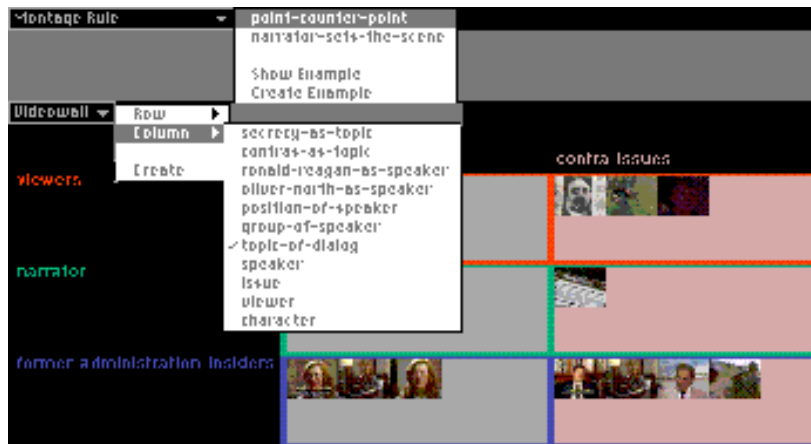 Montage Rule
point-counter-point
narrator-sets-the-scene
Show Example
Create Example
Videowall
Row
Column
Create
secrecy-as-topic
contras-as-topic
ronald-reagan-as-speaker
oliver-north-as-speaker
position-of-speaker
group-of-speaker
✓topic-of-dialog
speaker
issue
viewer
character
contra issues
viewers
narrator
former administration insiders